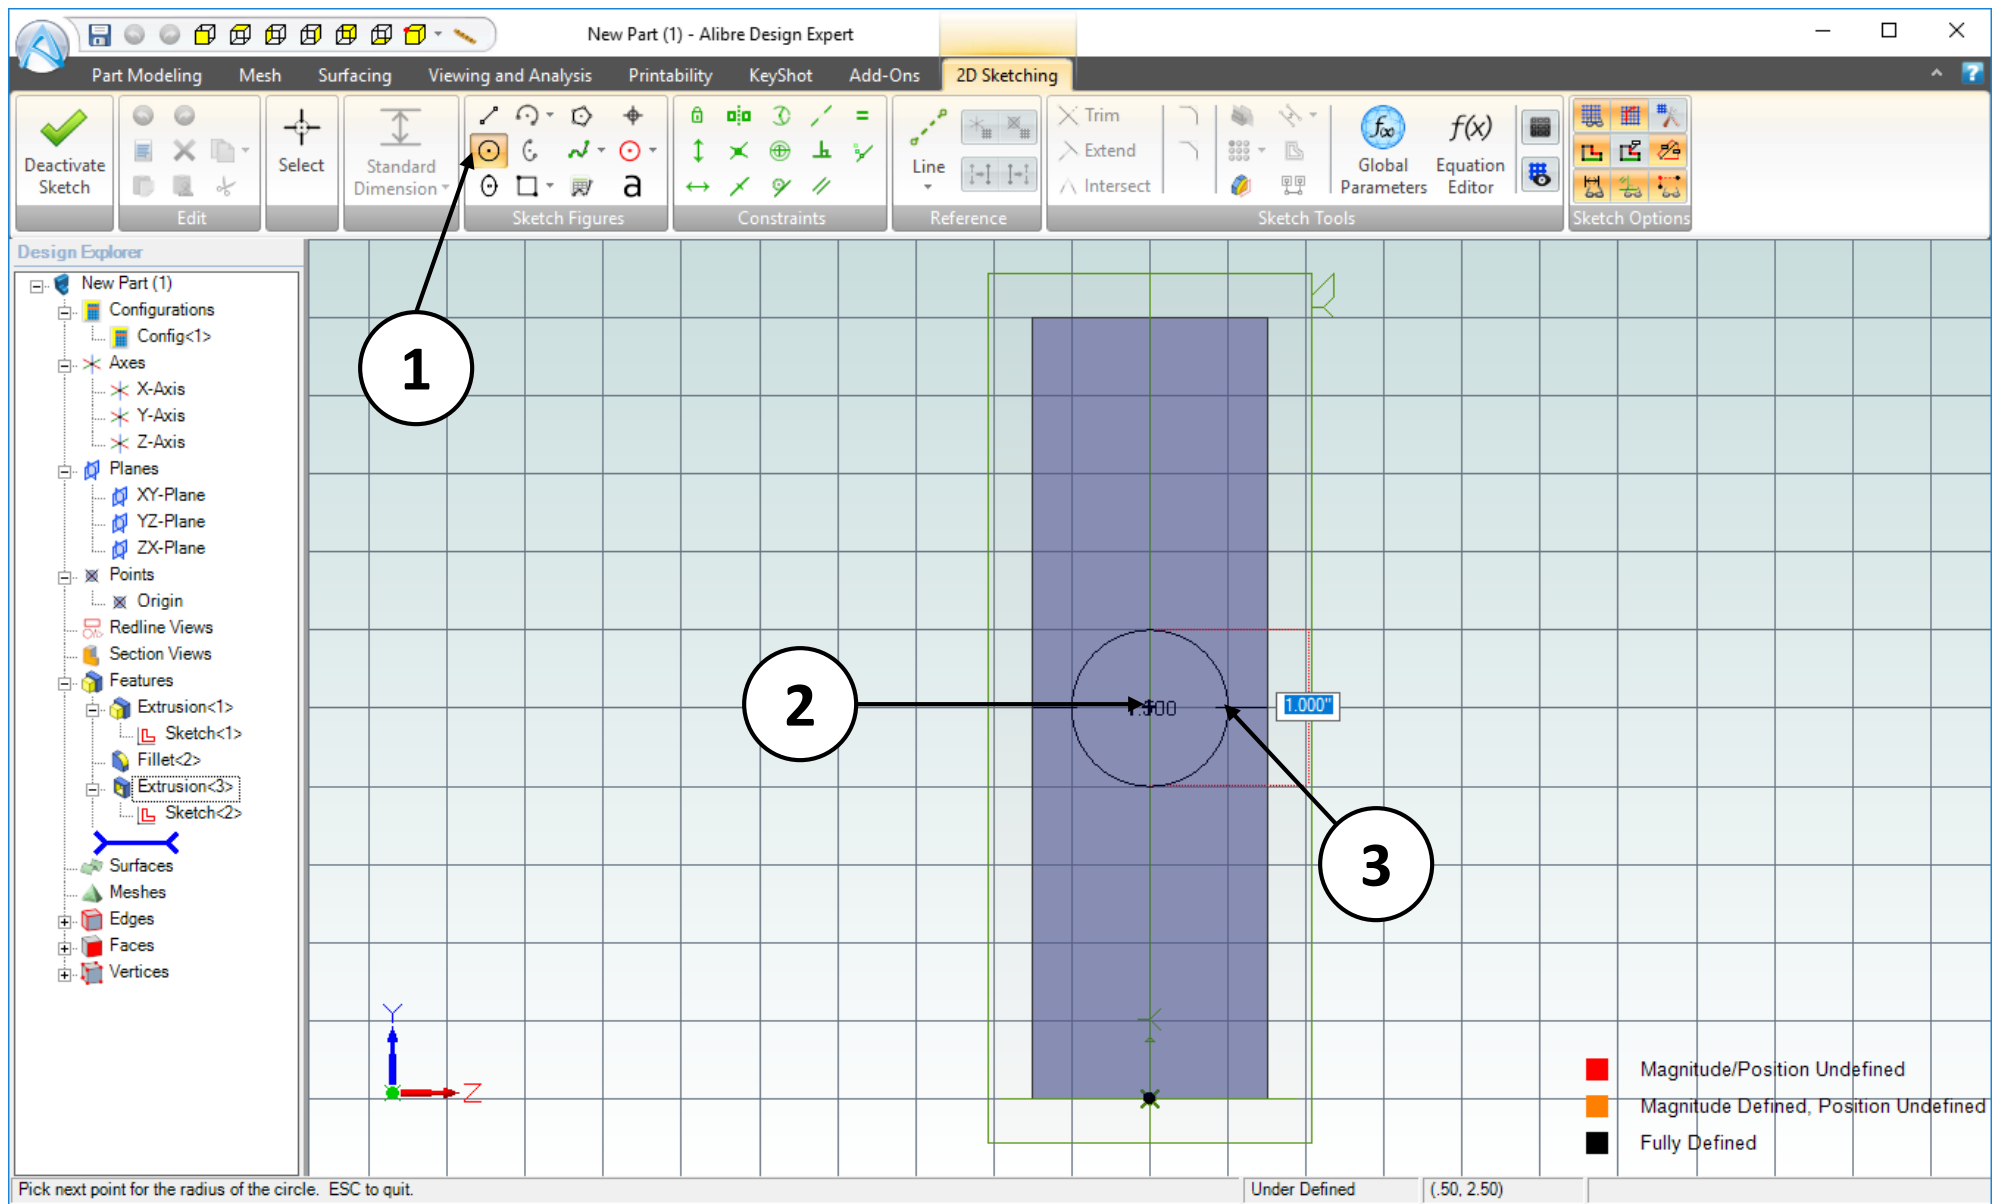 New Part (1) - Alibre Design Expert
Part Modeling Mesh Surfacing Viewing and Analysis Printability KeyShot Add-Ons 2D Sketching
?
Deactivate Sketch
Edit
Select
Standard Dimension
a
Sketch Figures
Constraints
Line
Reference
Trim
Extend
Intersect
Sketch Tools
f∞
Global Parameters
f(x)
Equation Editor
Sketch Options
Design Explorer
New Part (1)
Configurations
Config<1>
Axes
X-Axis
Y-Axis
Z-Axis
Planes
XY-Plane
YZ-Plane
ZX-Plane
Points
Origin
Redline Views
Section Views
Features
Extrusion<1>
Sketch<1>
Fillet<2>
Extrusion<3>
Sketch<2>
Surfaces
Meshes
Edges
Faces
Vertices
1
2
1.000"
3
Y
Z
Magnitude/Position Undefined
Magnitude Defined, Position Undefined
Fully Defined
Pick next point for the radius of the circle. ESC to quit.
Under Defined
(.50, 2.50)